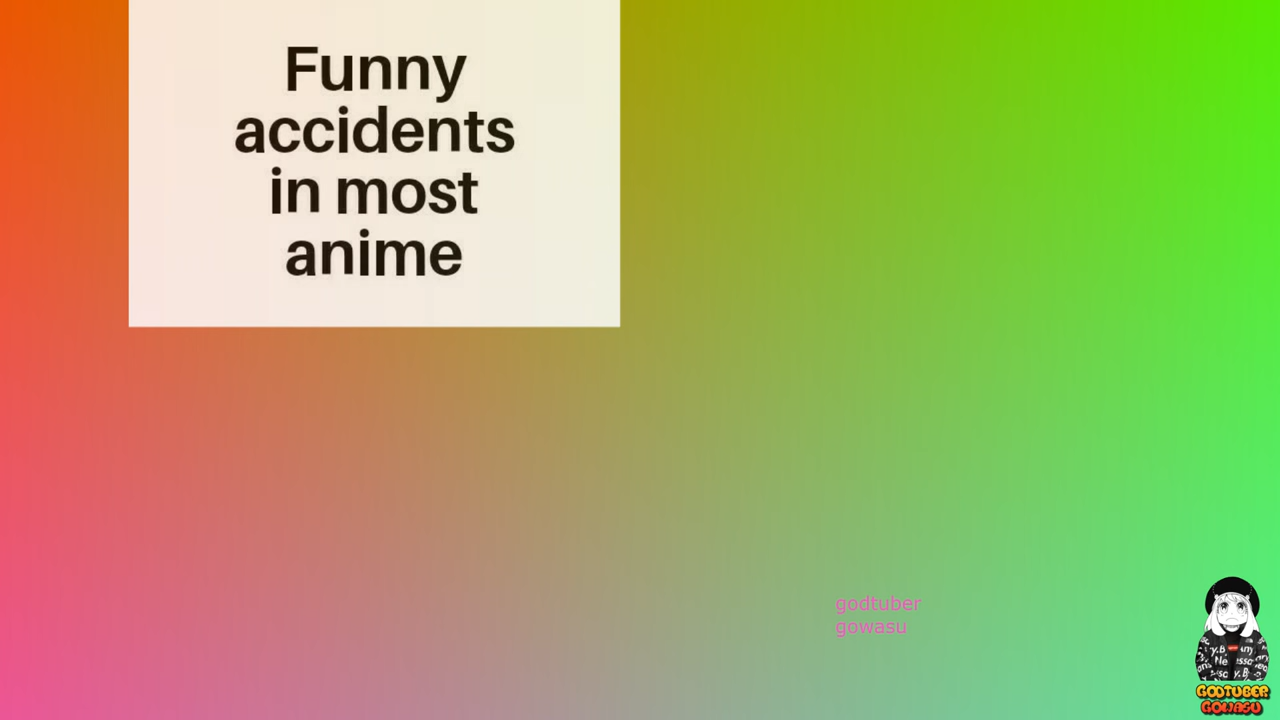 Funny
accidents
in most
anime
godtuber
gowasu
GODTUBER
GOWASU